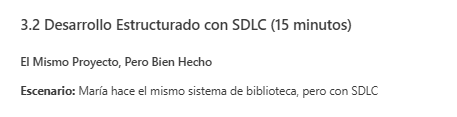 3.2 Desarrollo Estructurado con SDLC (15 minutos)
El Mismo Proyecto, Pero Bien Hecho
Escenario: María hace el mismo sistema de biblioteca, pero con SDLC